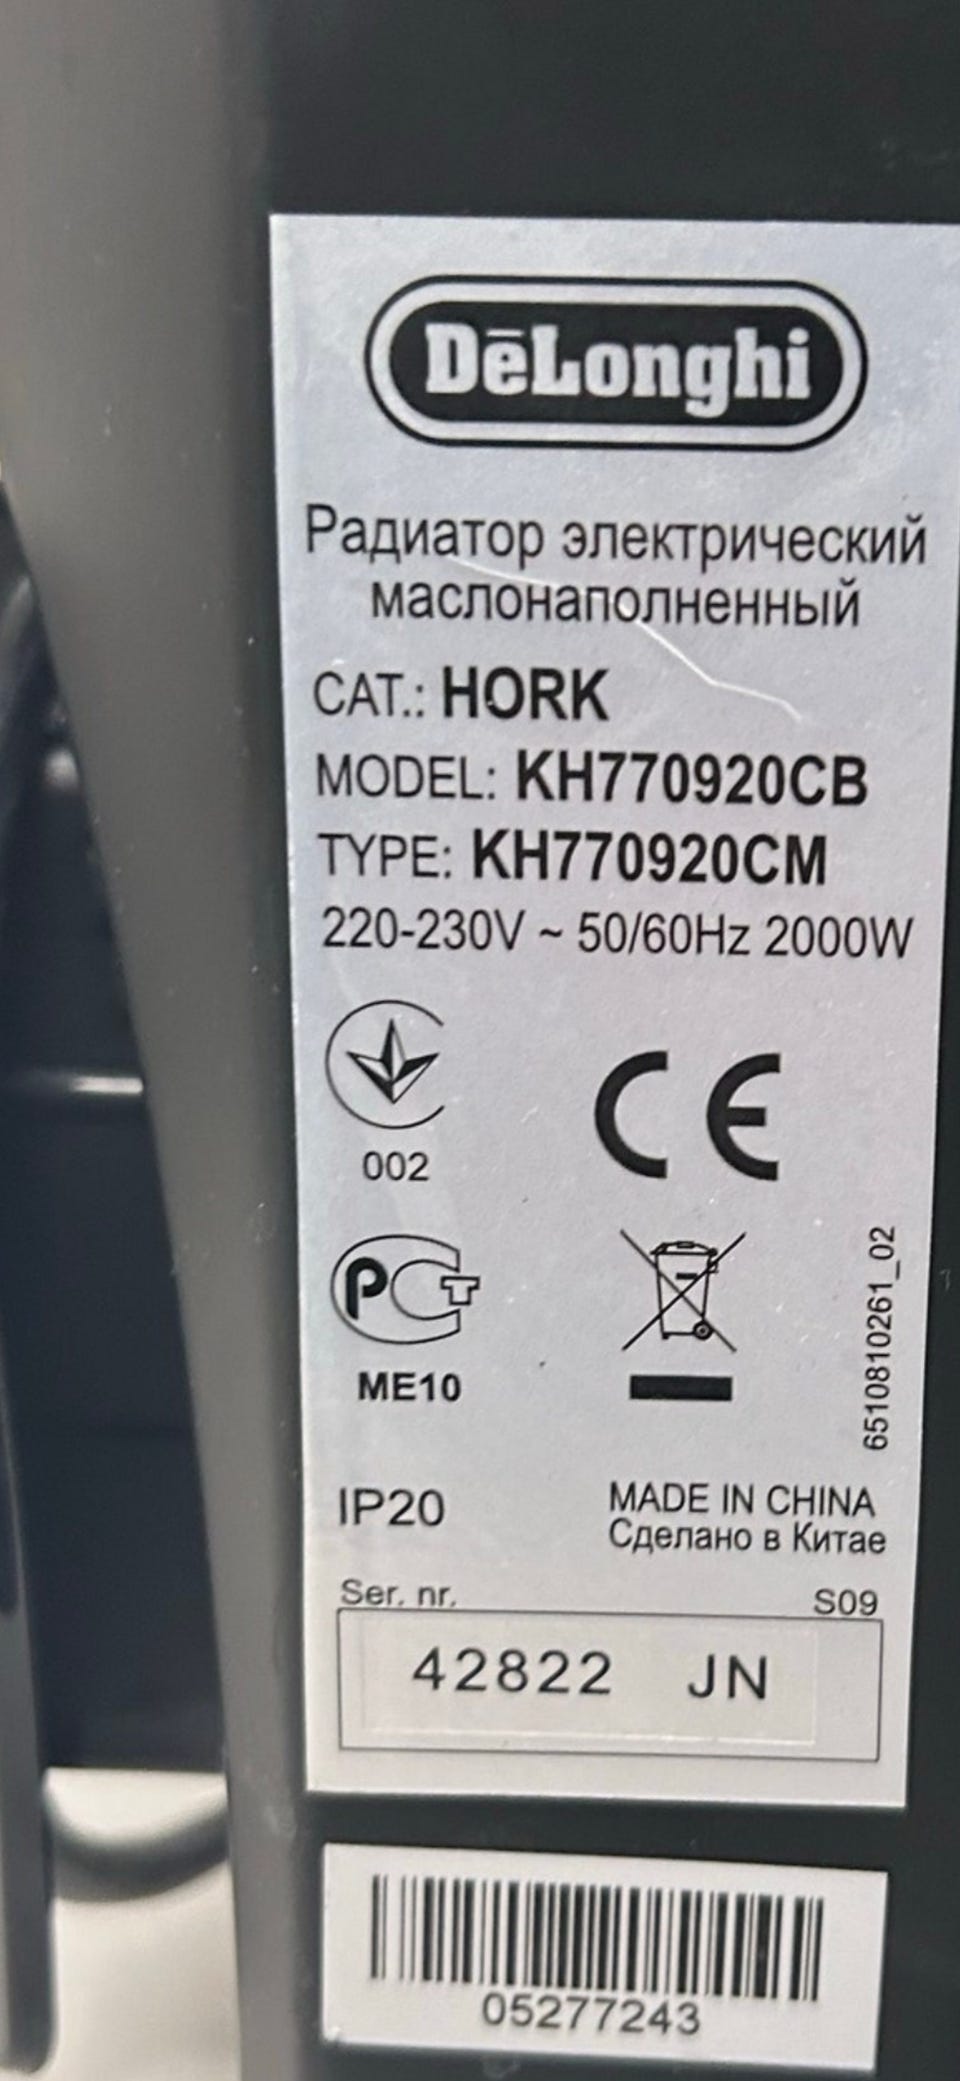 DēLonghi
Радиатор электрический
маслонаполненный
CAT.: HORK
MODEL: KH770920CB
TYPE: KH770920CM
220-230V ~ 50/60Hz 2000W
002
CE
РСТ
ME10
6510810261_02
IP20
MADE IN CHINA
Сделано в Китае
Ser. nr. S09
42822 JN
05277243